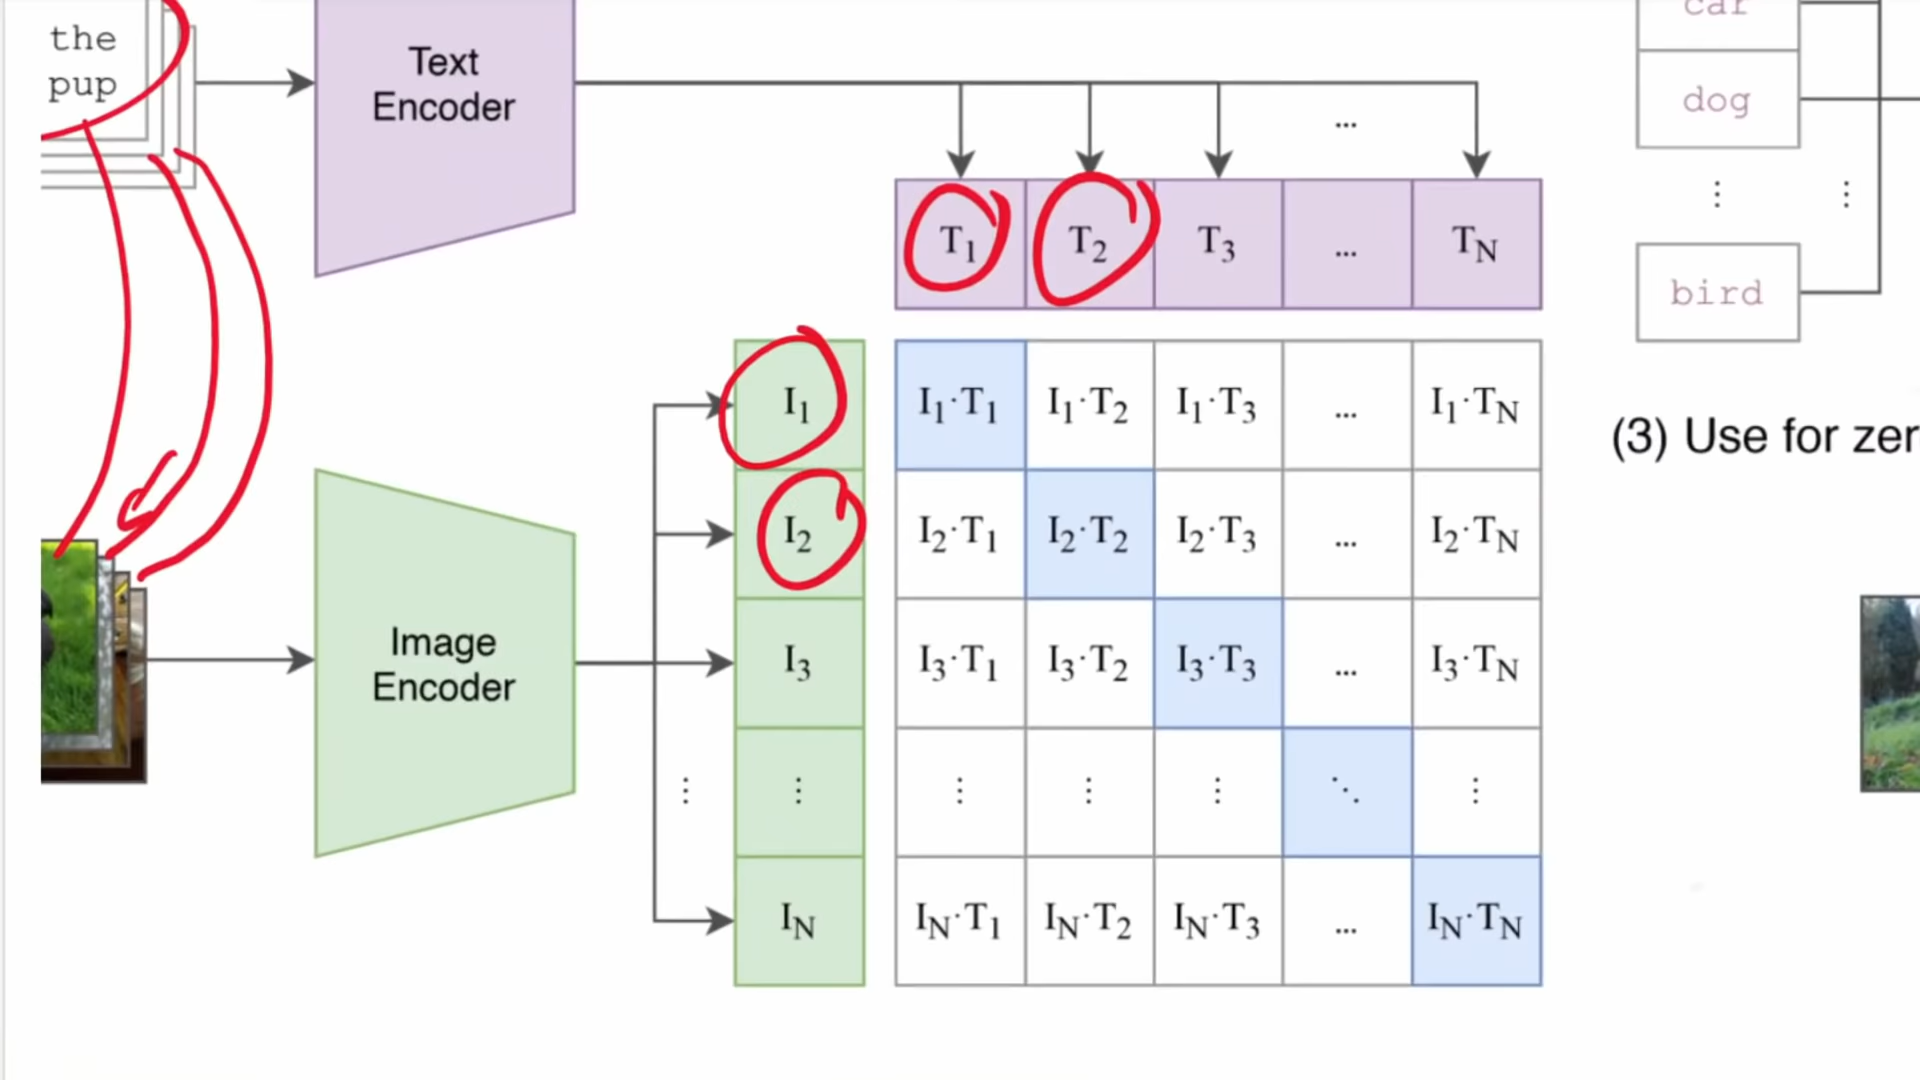 the
pup
Text
Encoder
...
T1 T2 T3 ... TN
car
dog
⋮ ⋮
bird
Image
Encoder
I1 I1·T1 I1·T2 I1·T3 ... I1·TN
I2 I2·T1 I2·T2 I2·T3 ... I2·TN
I3 I3·T1 I3·T2 I3·T3 ... I3·TN
⋮ ⋮ ⋮ ⋮ ⋮ ⋱ ⋮
IN IN·T1 IN·T2 IN·T3 ... IN·TN
(3) Use for zer